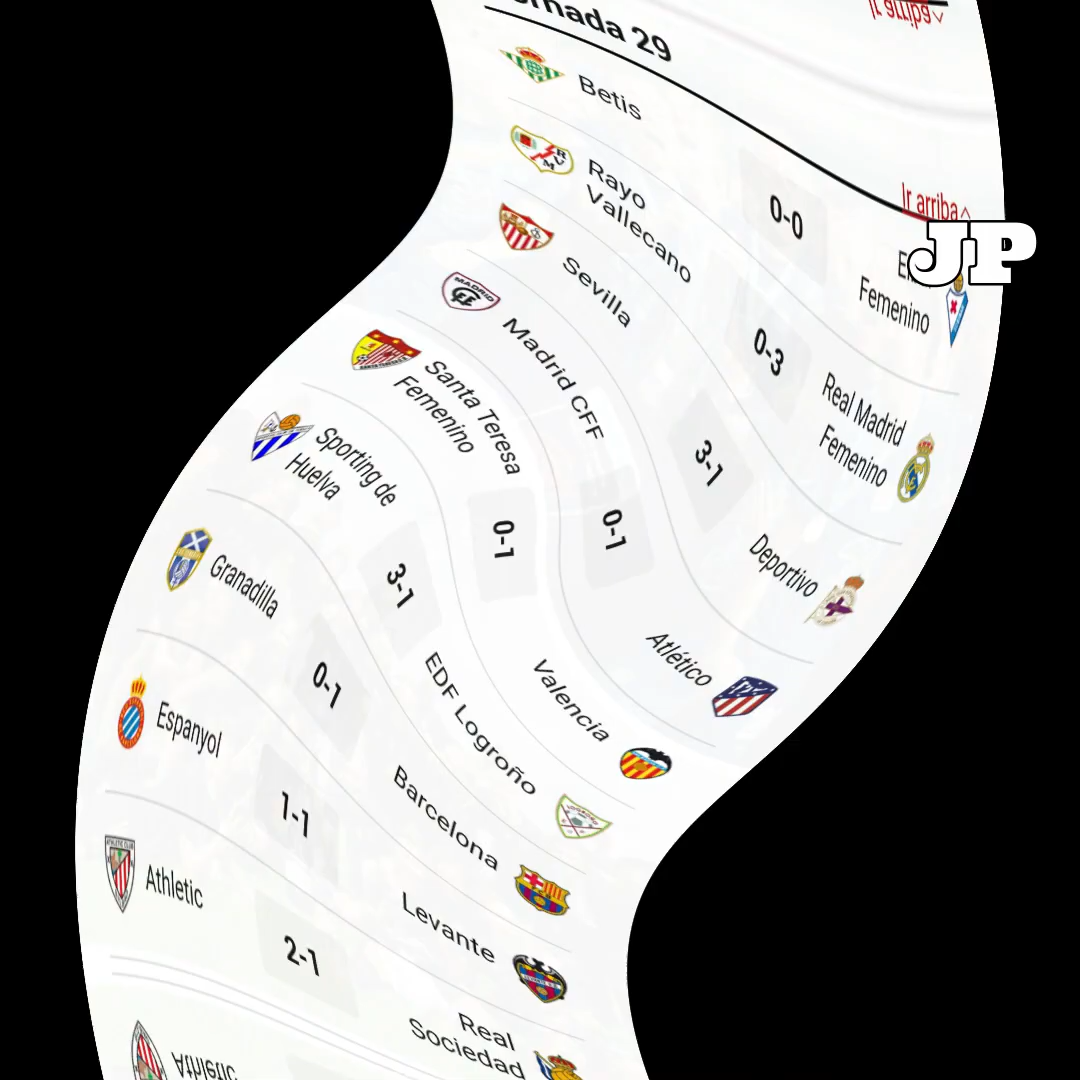 Jornada 29
Ir arriba
Betis
0-0
Femenino
Rayo
Vallecano
0-3
Real Madrid
Femenino
Sevilla
3-1
Deportivo
Madrid CFF
0-1
Atlético
Santa Teresa
Femenino
0-1
Valencia
Sporting de
Huelva
3-1
EDF Logroño
Granadilla
0-1
Barcelona
Espanyol
1-1
Levante
Athletic
2-1
Real
Sociedad
JP